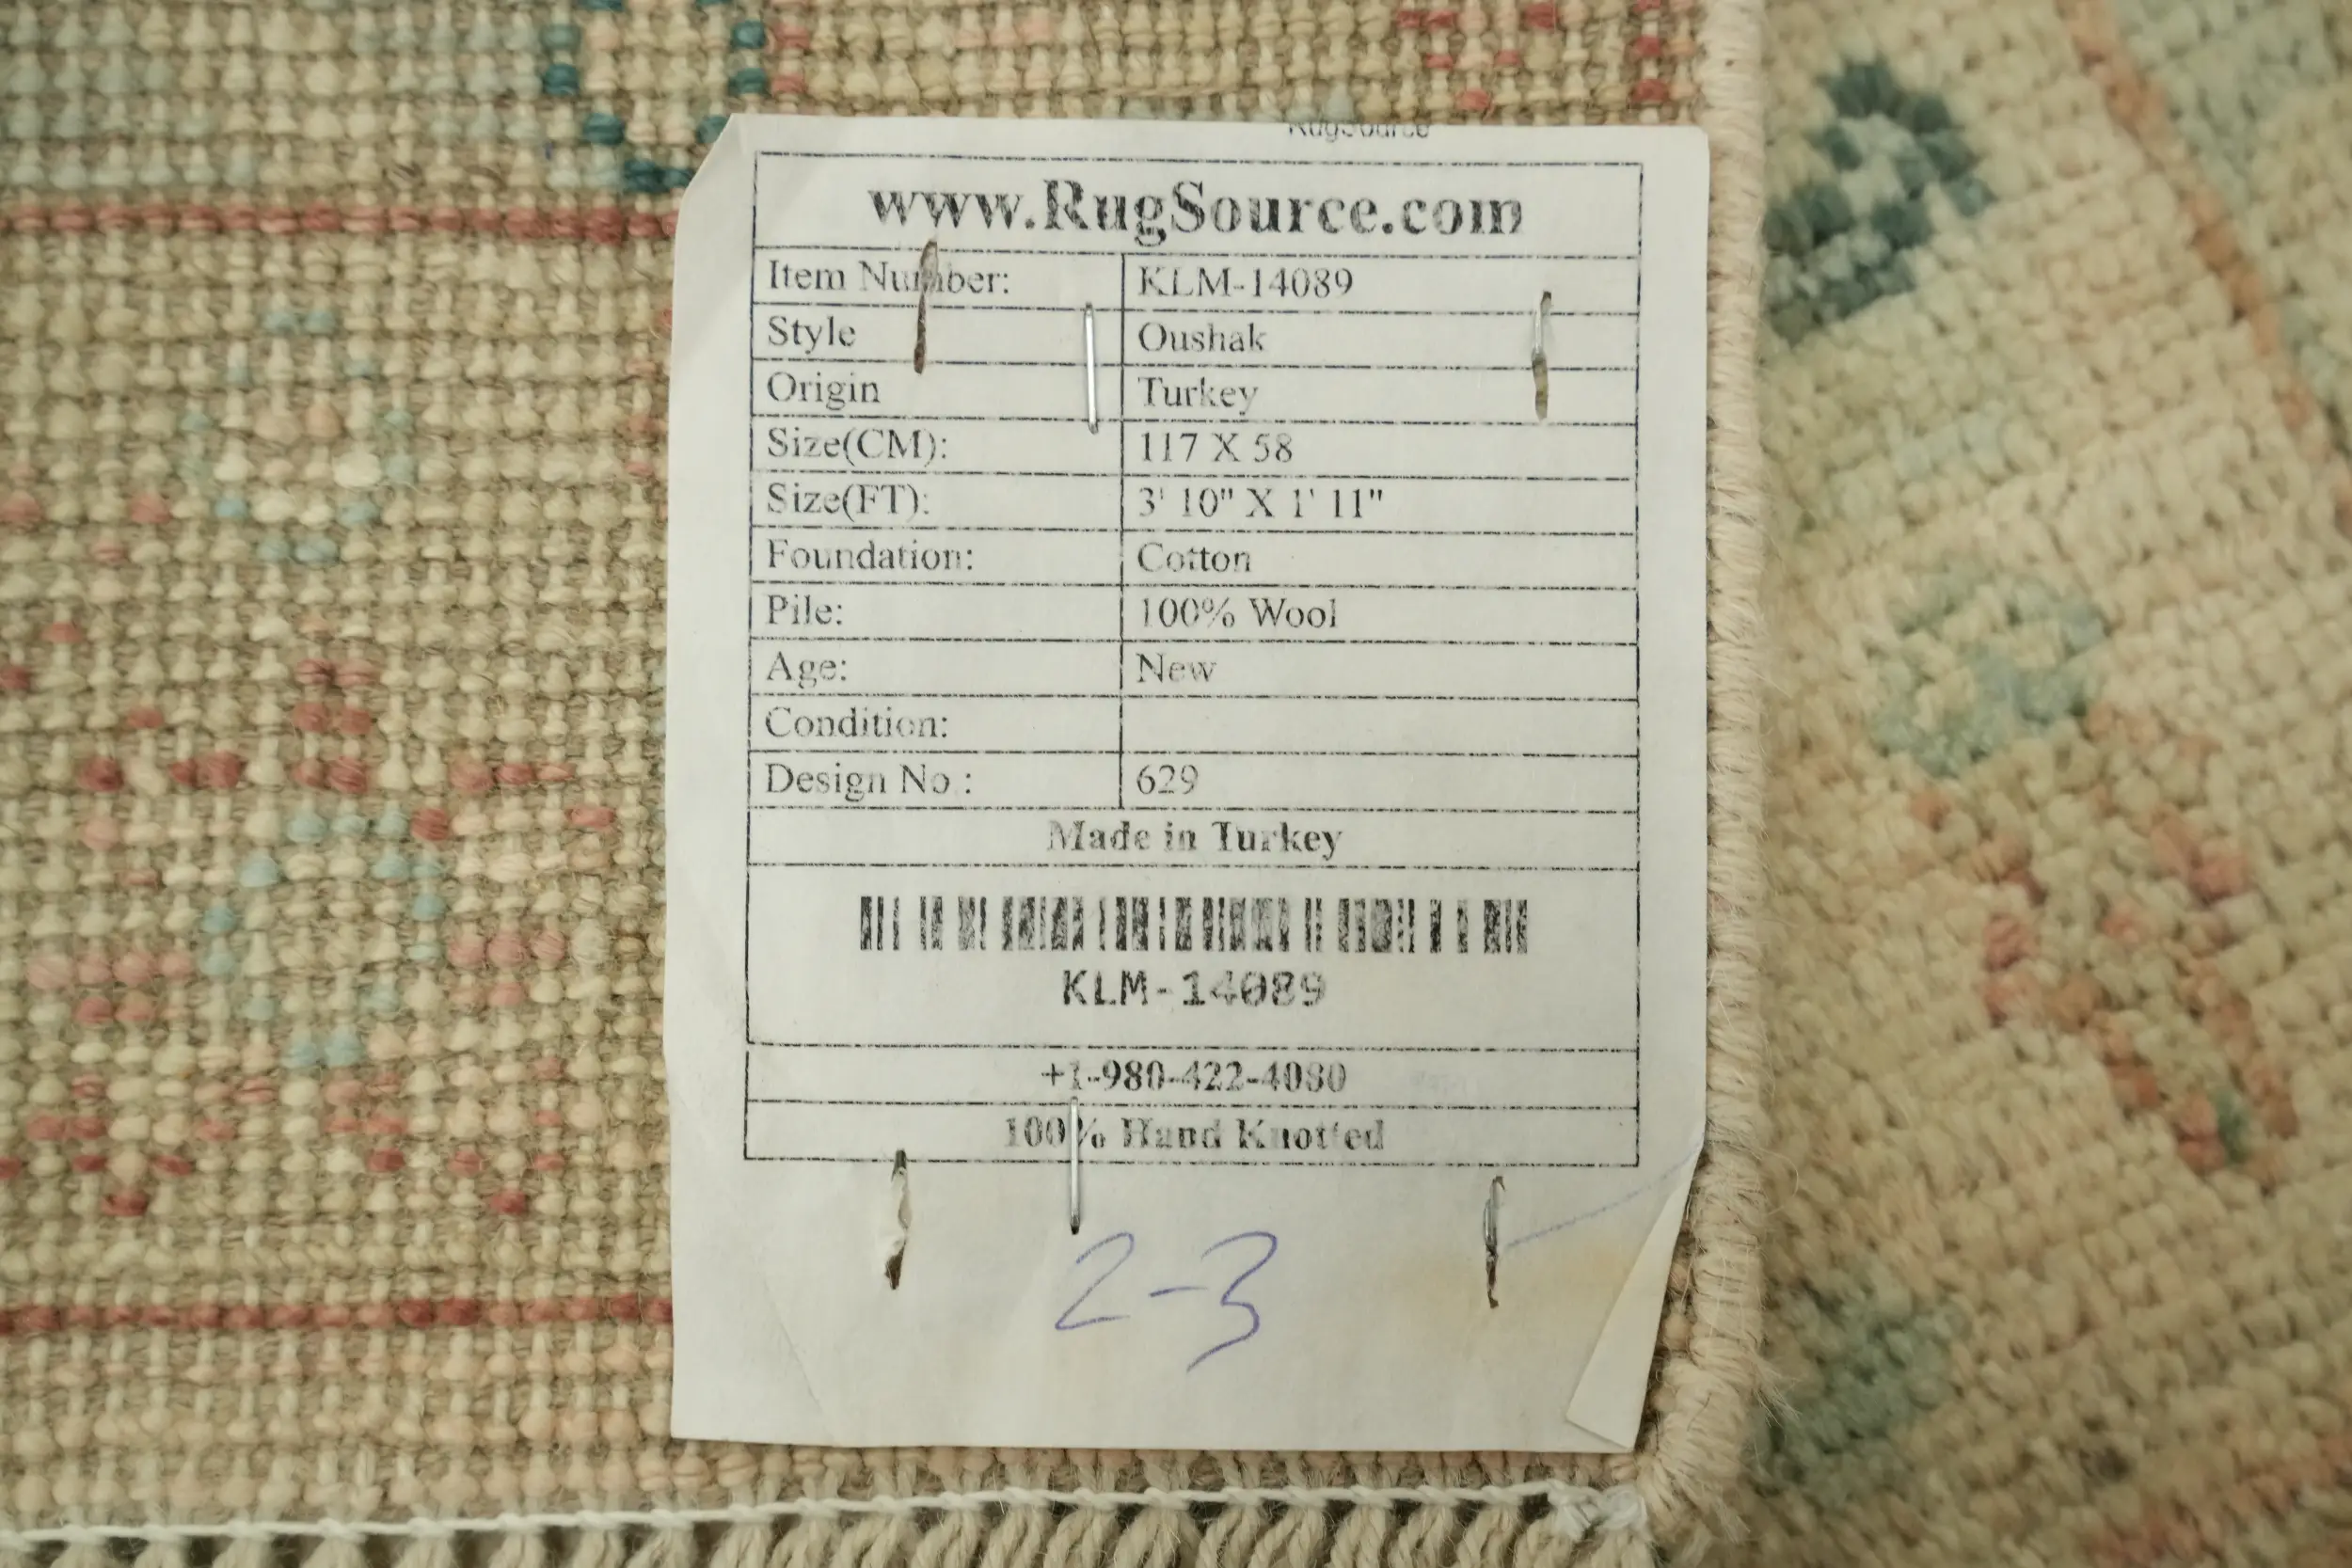 RugSource
www.RugSource.com
Item Number: KLM-14089
Style Oushak
Origin Turkey
Size(CM): 117 X 58
Size(FT): 3' 10" X 1' 11"
Foundation: Cotton
Pile: 100% Wool
Age: New
Condition:
Design No.: 629
Made in Turkey
KLM-14089
+1-980-422-4080
100% Hand Knotted
2-3